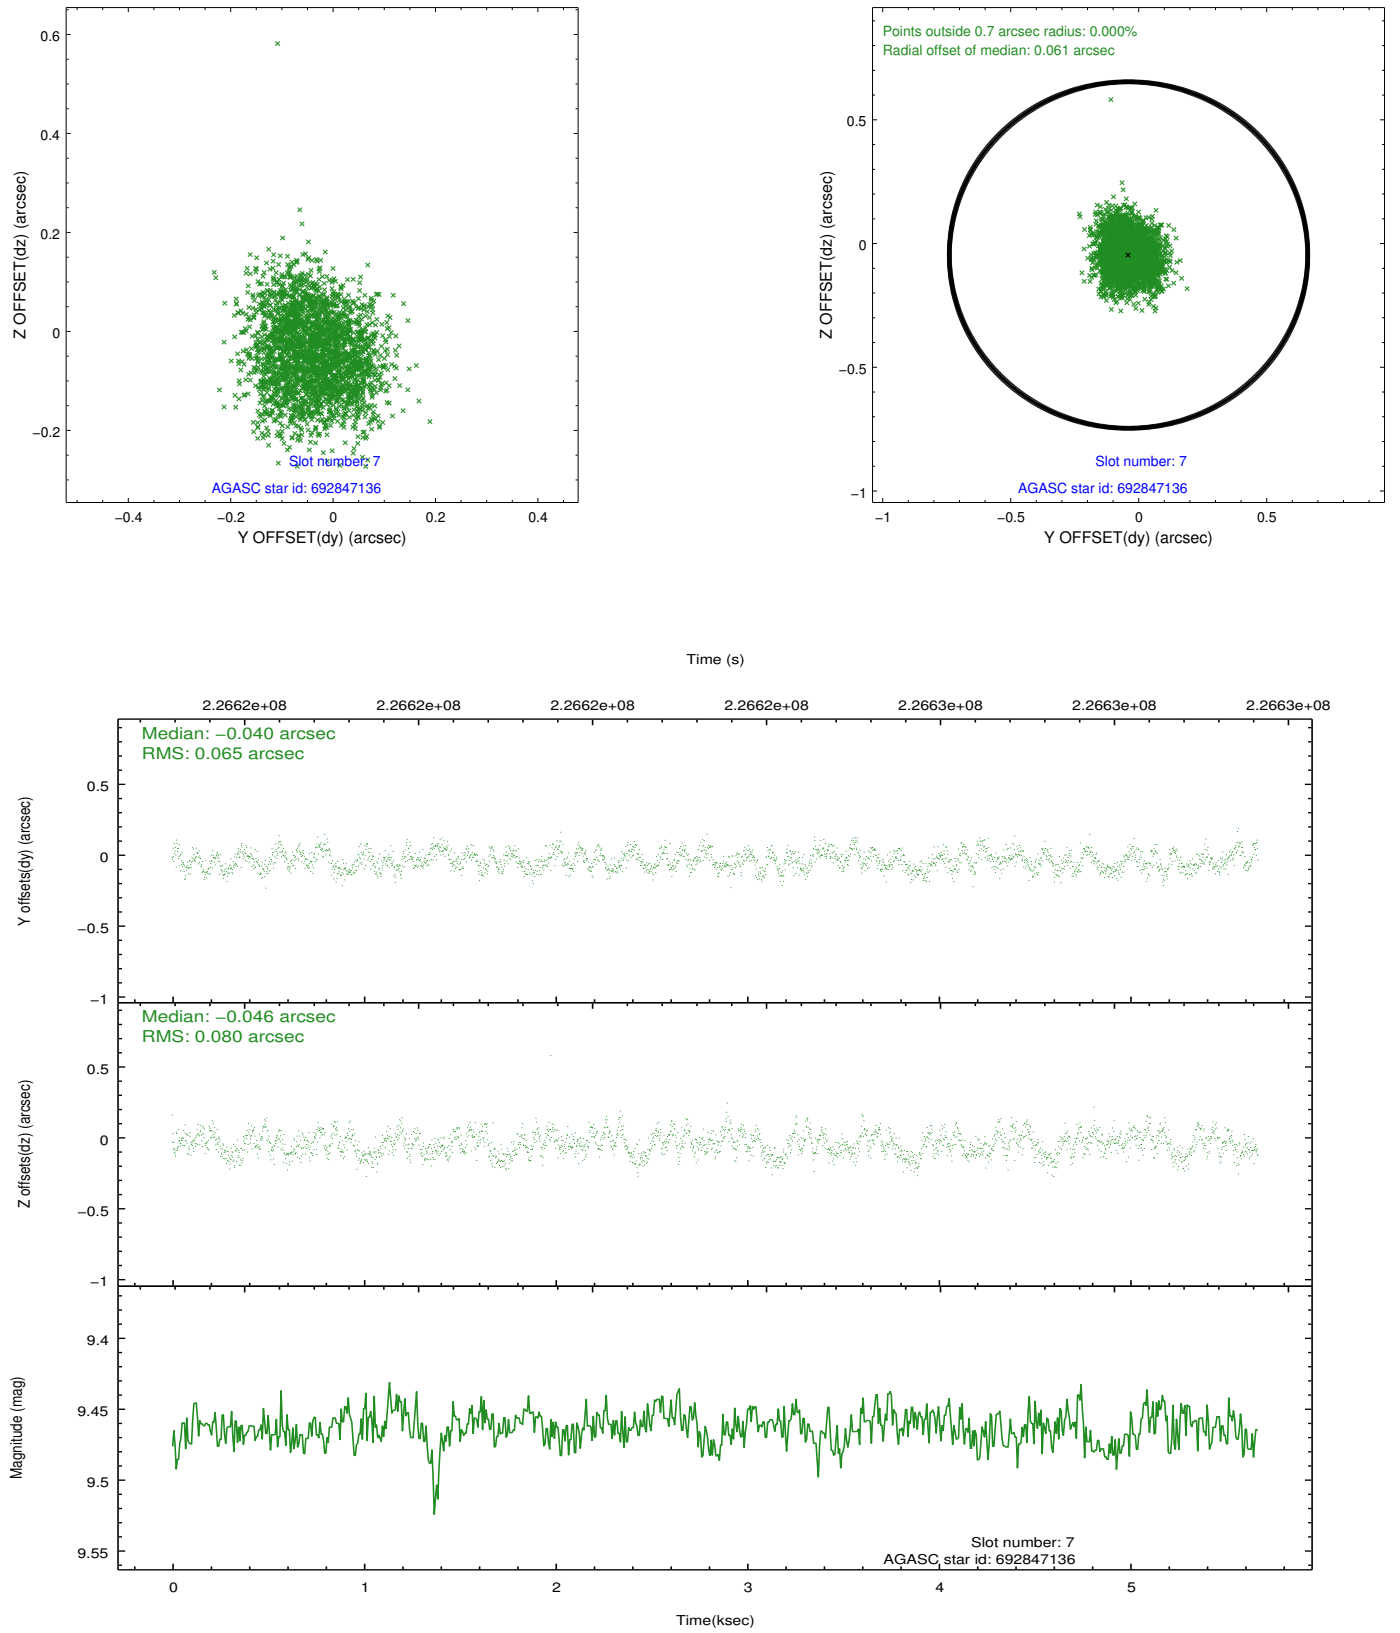 0.6
0.4
0.2
0
−0.2
−0.4
−0.2
0
0.2
0.4
Z OFFSET(dz) (arcsec)
Y OFFSET(dy) (arcsec)
Slot number: 7
AGASC star id: 692847136
Points outside 0.7 arcsec radius: 0.000%
Radial offset of median: 0.061 arcsec
0.5
0
−0.5
−1
−1
−0.5
0
0.5
Z OFFSET(dz) (arcsec)
Y OFFSET(dy) (arcsec)
Slot number: 7
AGASC star id: 692847136
Time (s)
2.2662e+08 2.2662e+08 2.2662e+08 2.2662e+08 2.2663e+08 2.2663e+08 2.2663e+08
Median: −0.040 arcsec
RMS: 0.065 arcsec
0.5
0
−0.5
−1
Y offsets(dy) (arcsec)
Median: −0.046 arcsec
RMS: 0.080 arcsec
0.5
0
−0.5
−1
Z offsets(dz) (arcsec)
9.4
9.45
9.5
9.55
Magnitude (mag)
Slot number: 7
AGASC star id: 692847136
0 1 2 3 4 5
Time(ksec)